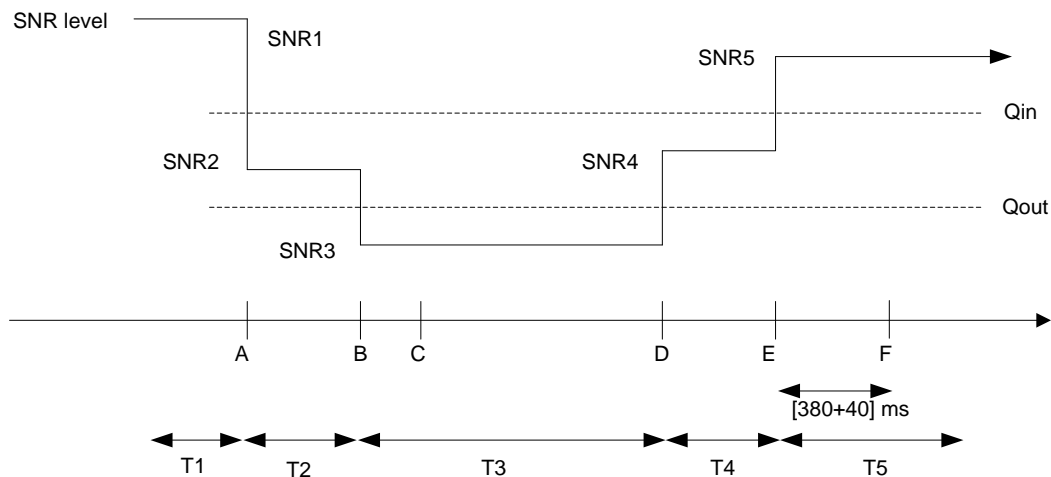 SNR level
SNR1
SNR5
Qin
SNR2
SNR4
Qout
SNR3
A
B
C
D
E
F
[380+40] ms
T1
T2
T3
T4
T5